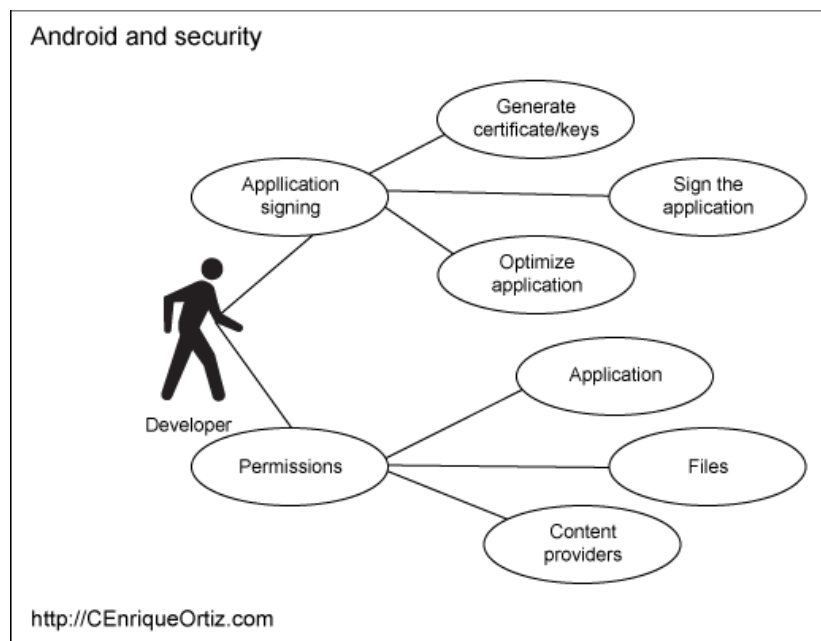 Android and security
Generate
certificate/keys
Appllication
signing
Sign the
application
Optimize
application
Application
Developer
Permissions
Files
Content
providers
http://CEnriqueOrtiz.com